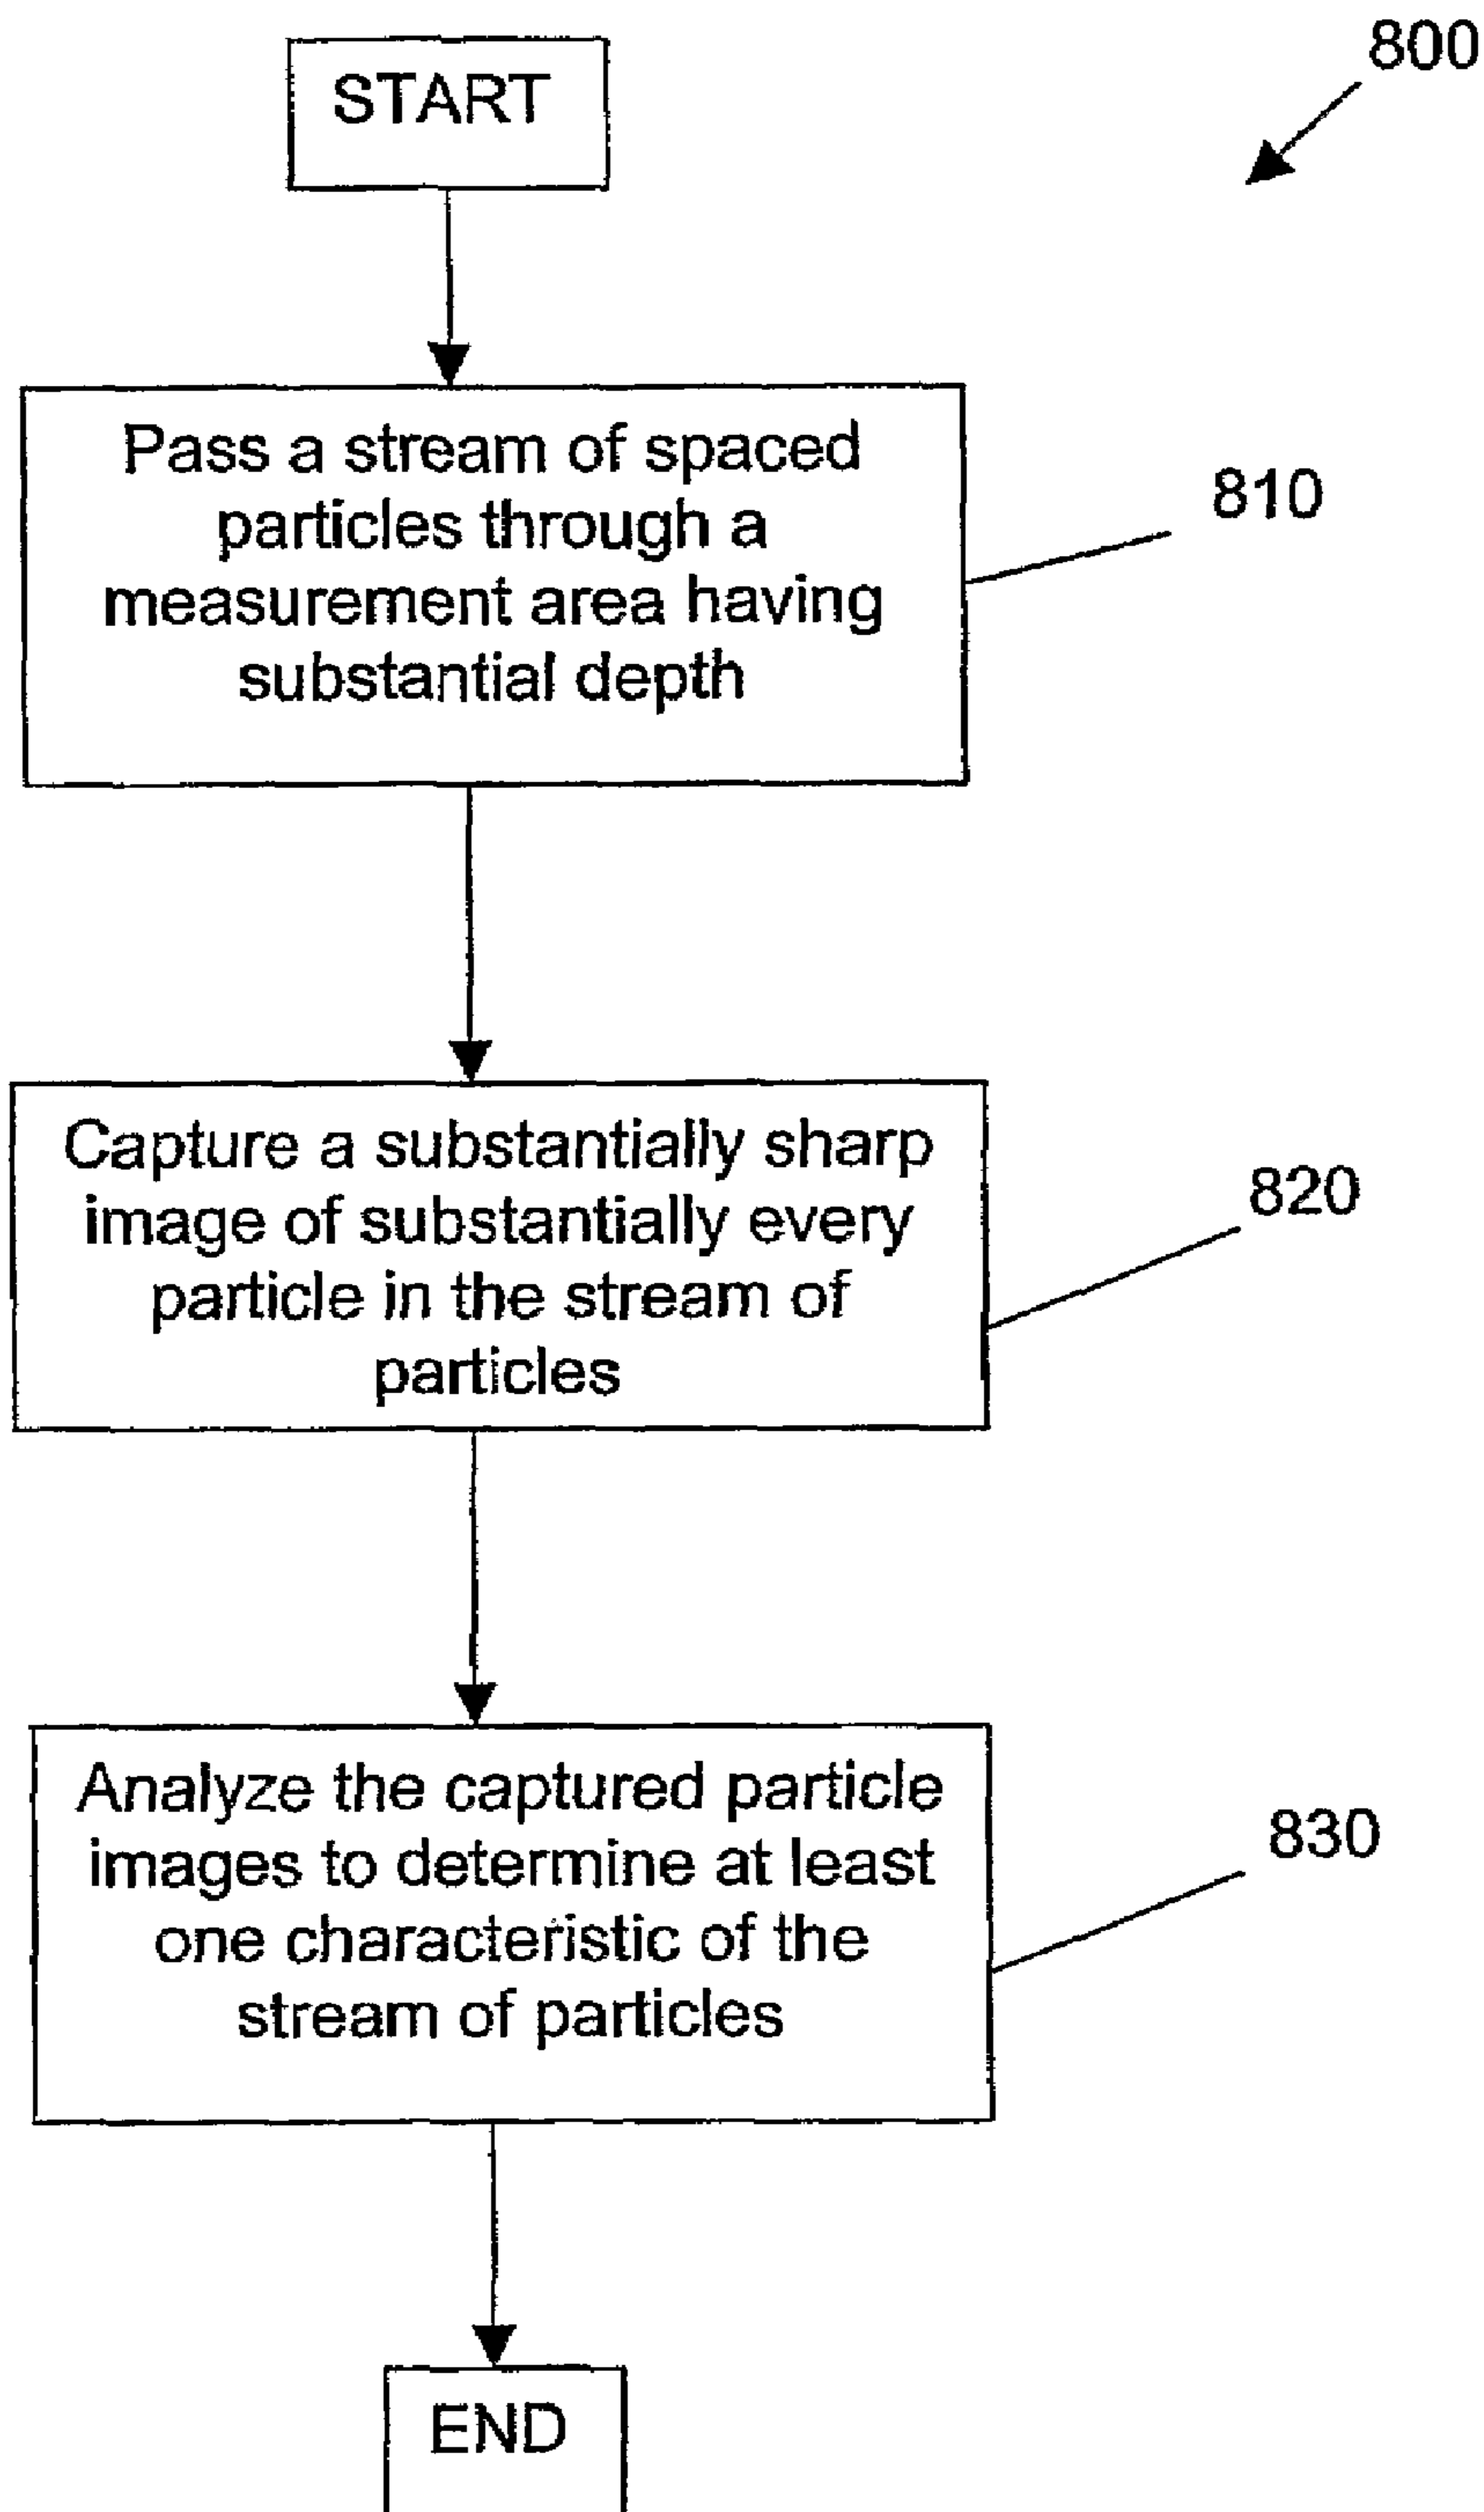 800
START
Pass a stream of spaced
particles through a
measurement area having
substantial depth
810
Capture a substantially sharp
image of substantially every
particle in the stream of
particles
820
Analyze the captured particle
images to determine at least
one characteristic of the
stream of particles
830
END